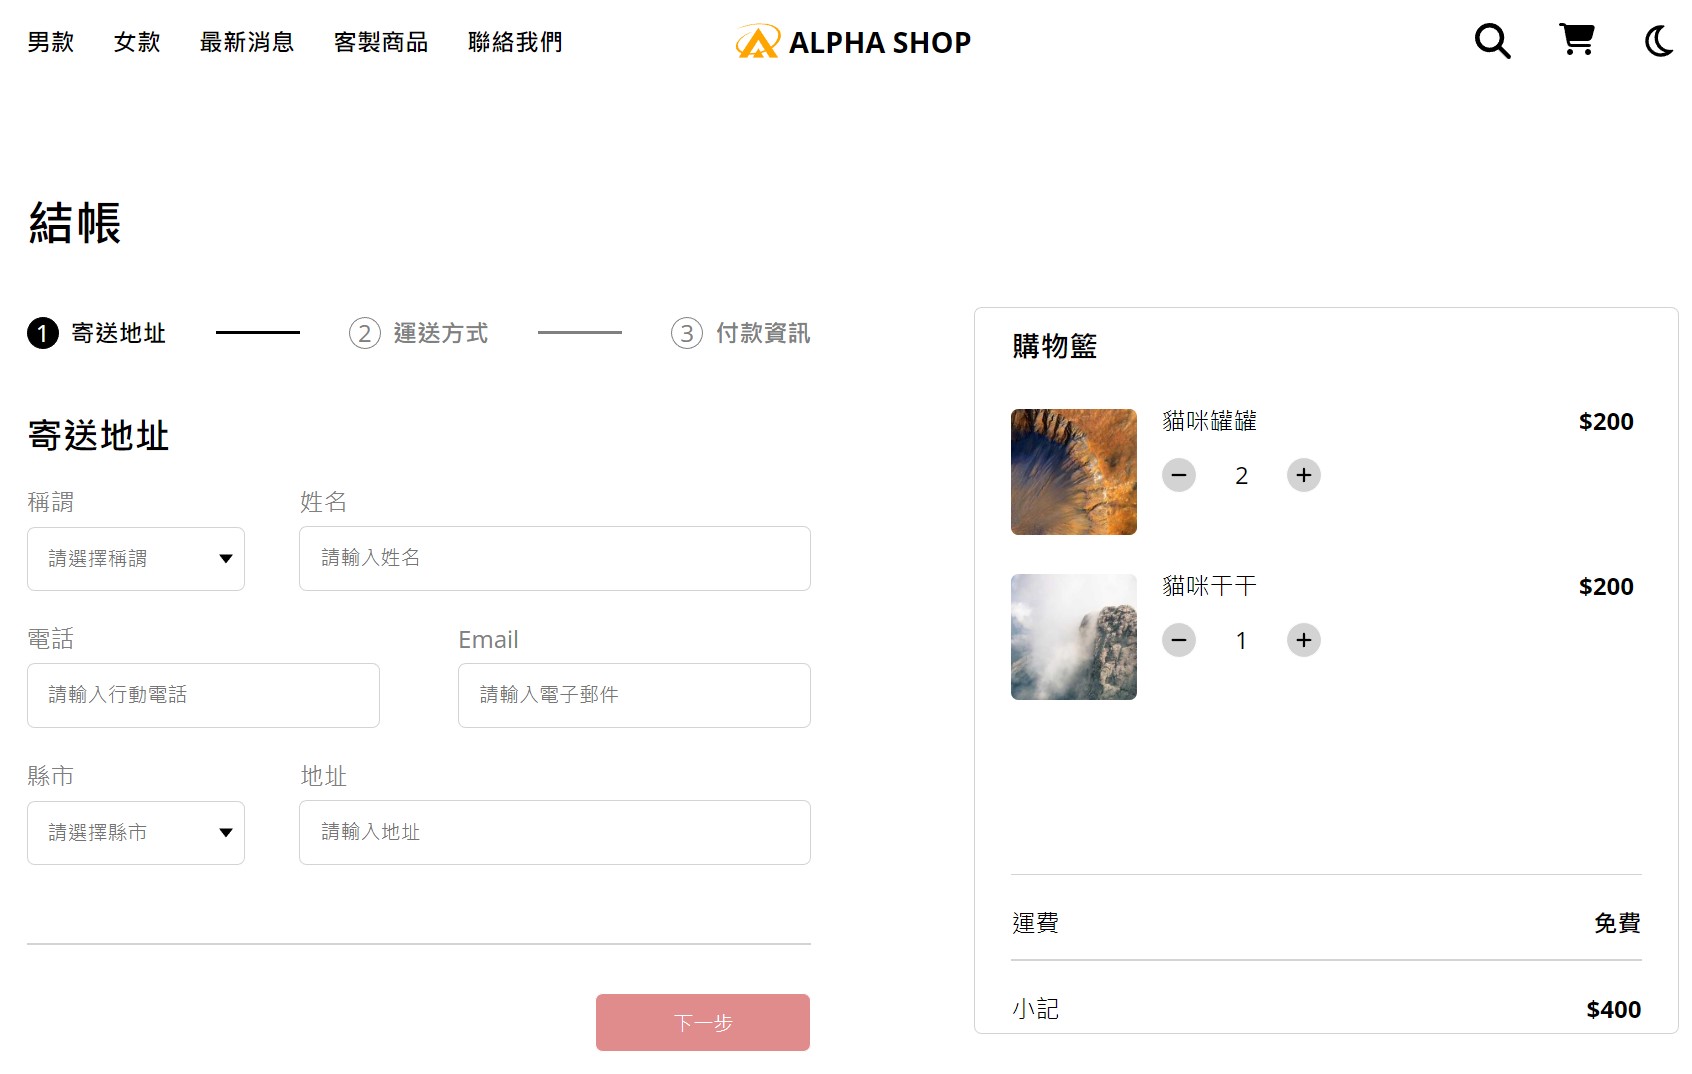 男款 女款 最新消息 客製商品 聯絡我們 ALPHA SHOP
結帳
1 寄送地址 2 運送方式 3 付款資訊
寄送地址
稱謂 姓名
請選擇稱謂 請輸入姓名
電話 Email
請輸入行動電話 請輸入電子郵件
縣市 地址
請選擇縣市 請輸入地址
下一步
購物籃
貓咪罐罐 $200
2
貓咪干干 $200
1
運費 免費
小記 $400